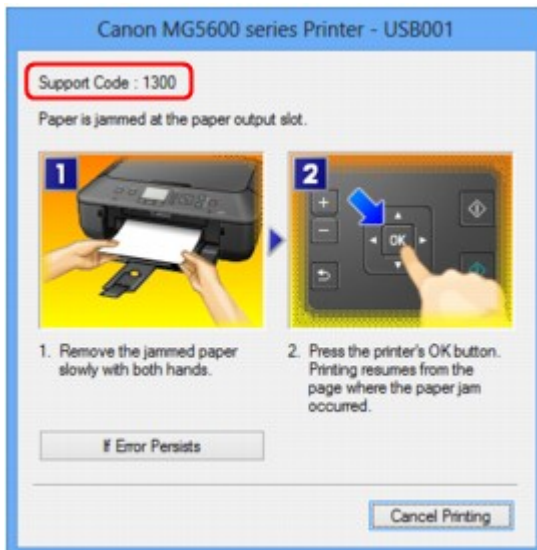 Canon MG5600 series Printer - USB001
Support Code : 1300
Paper is jammed at the paper output slot.
1
2
+
OK
-
1. Remove the jammed paper
slowly with both hands.
2. Press the printer's OK button.
Printing resumes from the
page where the paper jam
occurred.
If Error Persists
Cancel Printing